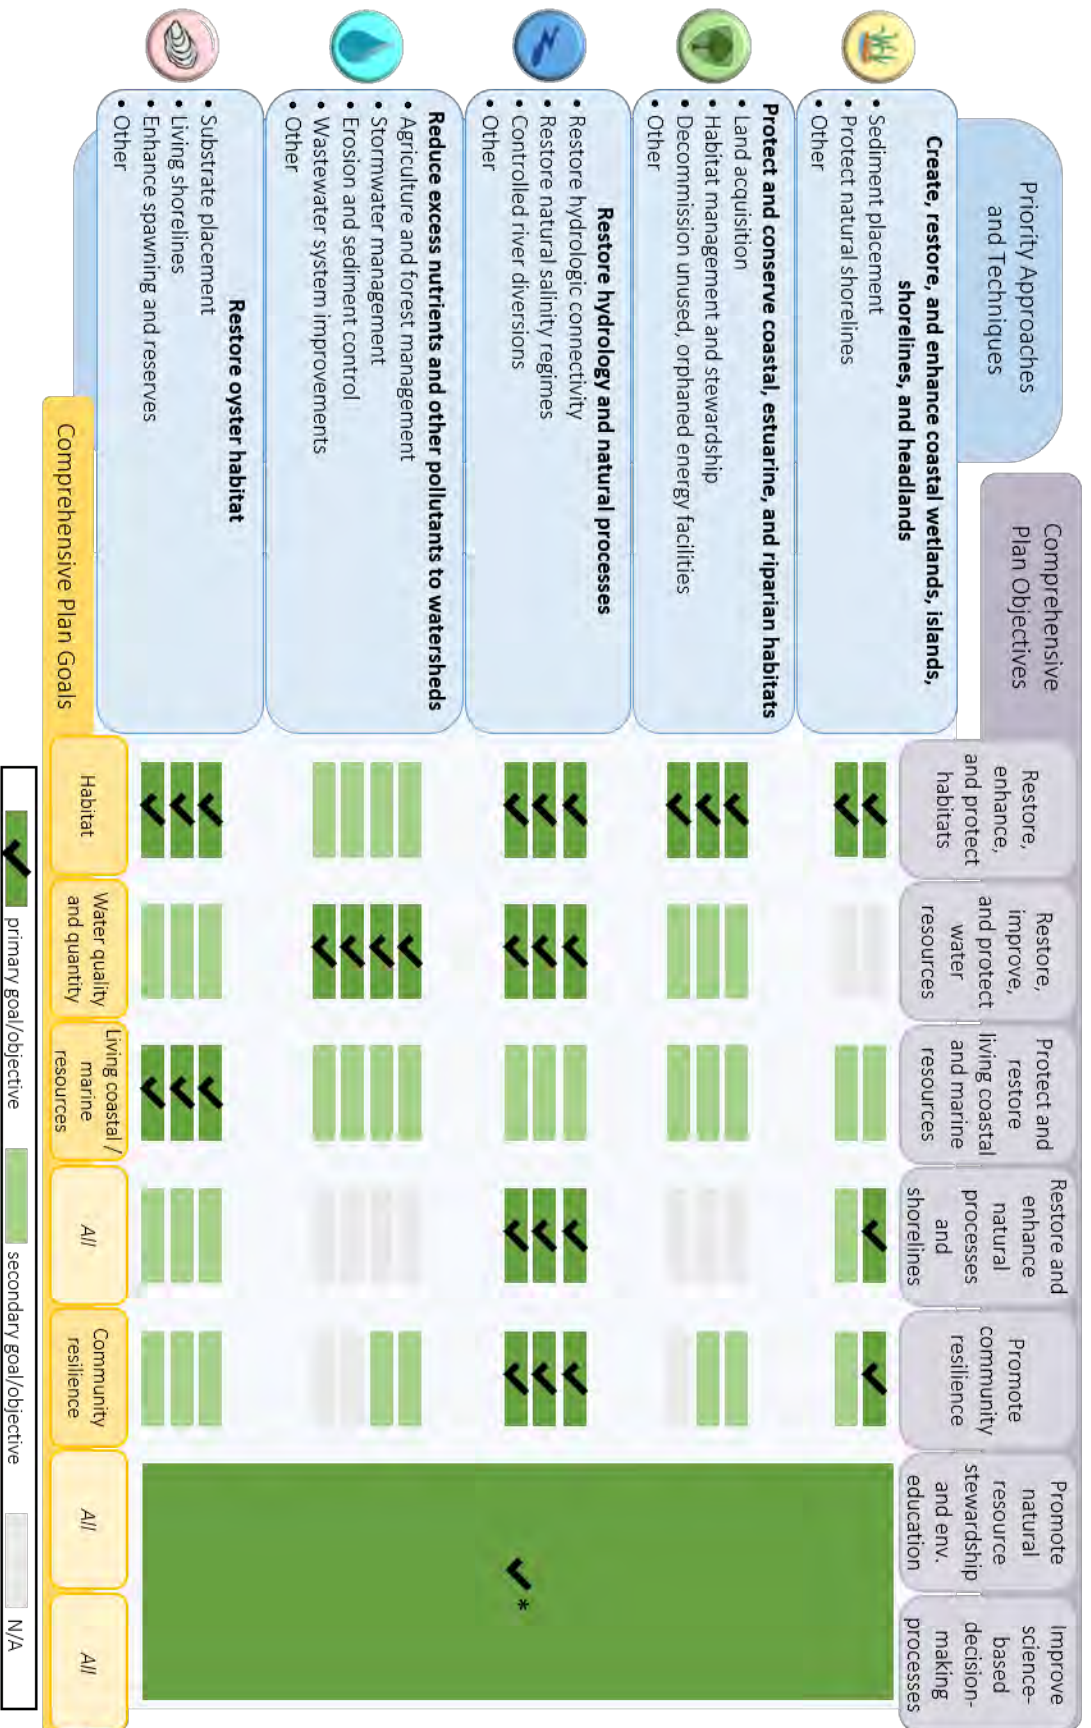 Priority Approaches
and Techniques
Comprehensive
Plan Objectives
Restore,
enhance,
and protect
habitats
Restore,
improve,
and protect
water
resources
Protect and
restore
living coastal
and marine
resources
Restore and
enhance
natural
processes
and
shorelines
Promote
community
resilience
Promote
natural
resource
stewardship
and env.
education
Improve
science-
based
decision-
making
processes
Create, restore, and enhance coastal wetlands, islands,
shorelines, and headlands
• Sediment placement
• Protect natural shorelines
• Other
Protect and conserve coastal, estuarine, and riparian habitats
• Land acquisition
• Habitat management and stewardship
• Decommission unused, orphaned energy facilities
• Other
Restore hydrology and natural processes
• Restore hydrologic connectivity
• Restore natural salinity regimes
• Controlled river diversions
• Other
*
Reduce excess nutrients and other pollutants to watersheds
• Agriculture and forest management
• Stormwater management
• Erosion and sediment control
• Wastewater system improvements
• Other
Restore oyster habitat
• Substrate placement
• Living shorelines
• Enhance spawning and reserves
• Other
Comprehensive Plan Goals
Habitat
Water quality
and quantity
Living coastal /
marine
resources
All
Community
resilience
All
All
primary goal/objective
secondary goal/objective
N/A